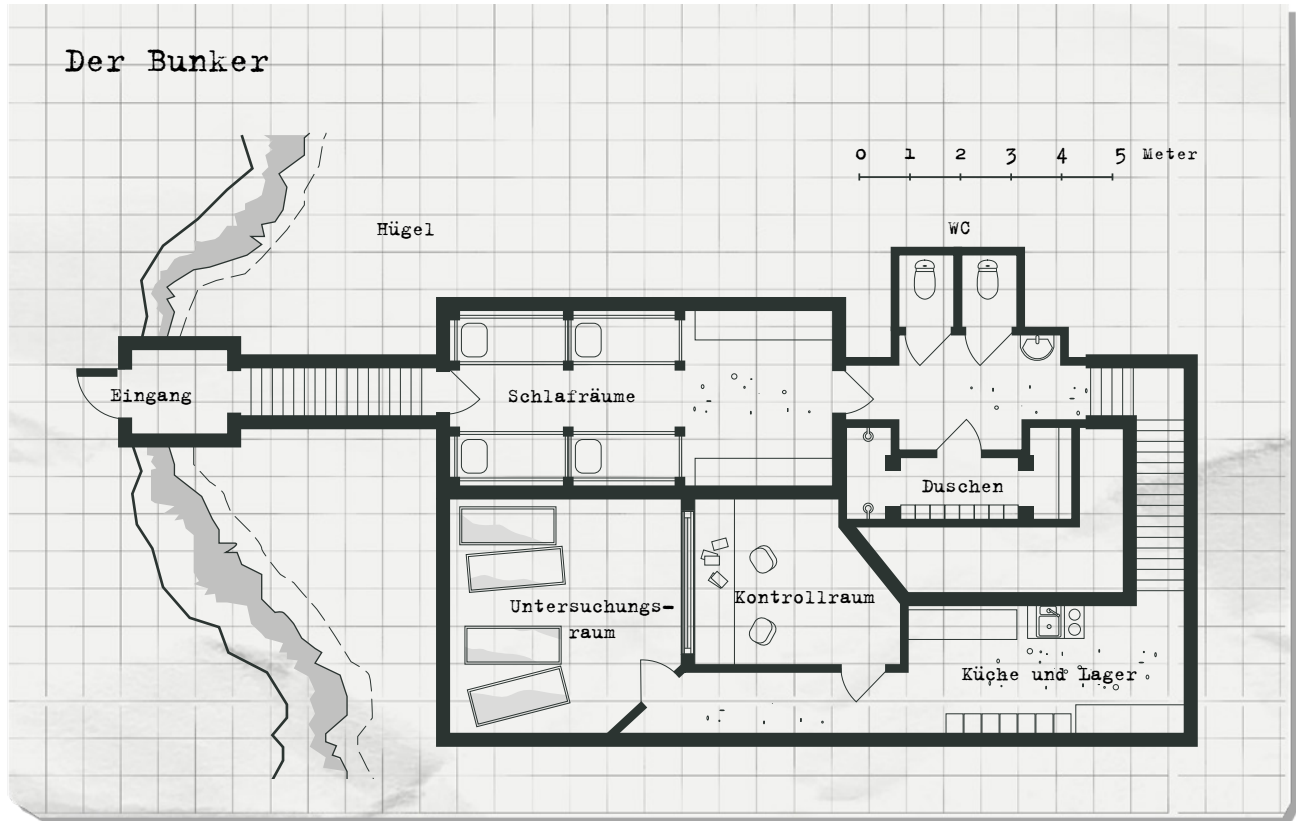 Der Bunker
0 1 2 3 4 5 Meter
Hügel
WC
Eingang
Schlafräume
Duschen
Untersuchungs-
raum
Kontrollraum
Küche und Lager